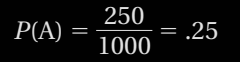 P(A) = 250/1000 = .25